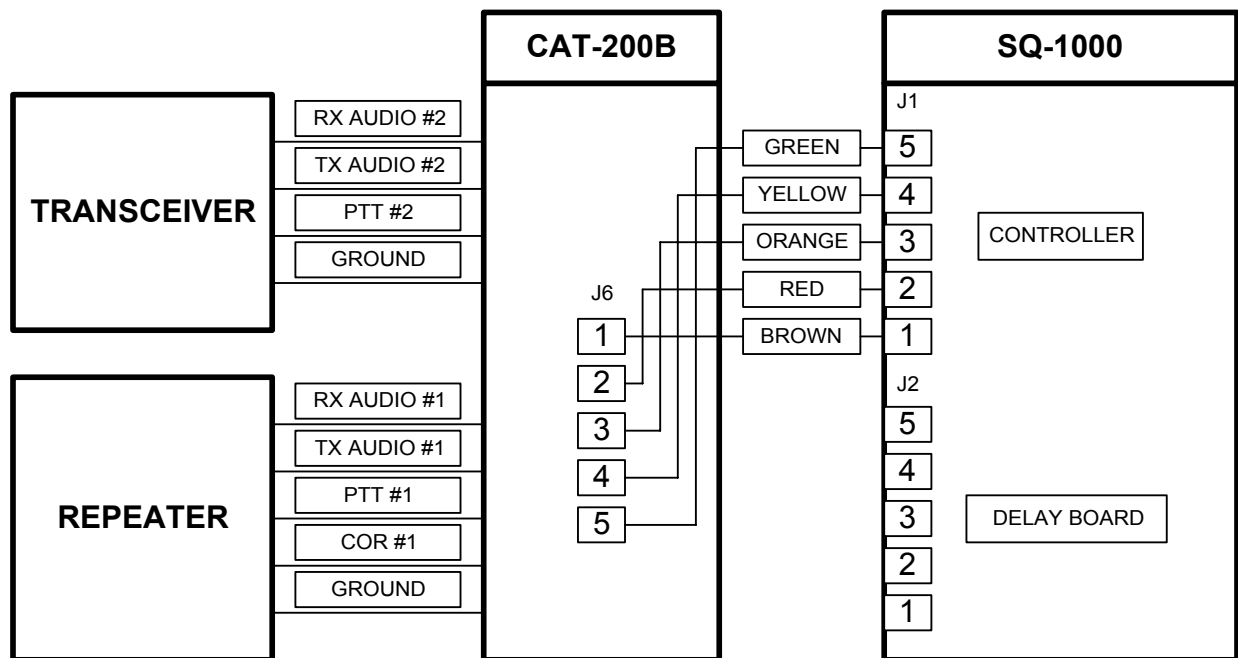 CAT-200B
SQ-1000
TRANSCEIVER
RX AUDIO #2
TX AUDIO #2
PTT #2
GROUND
REPEATER
RX AUDIO #1
TX AUDIO #1
PTT #1
COR #1
GROUND
J6
1
2
3
4
5
GREEN
YELLOW
ORANGE
RED
BROWN
J1
5
4
3
2
1
CONTROLLER
J2
5
4
3
2
1
DELAY BOARD